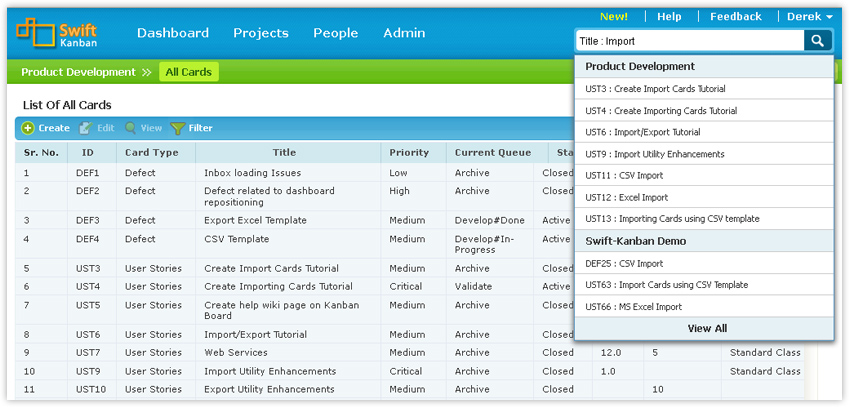 New! Help Feedback Derek
Swift
Kanban
Dashboard Projects People Admin
Title : Import
Product Development >> All Cards
Product Development
UST3 : Create Import Cards Tutorial
UST4 : Create Importing Cards Tutorial
UST6 : Import/Export Tutorial
UST9 : Import Utility Enhancements
UST11 : CSV Import
UST12 : Excel Import
UST13 : Importing Cards using CSV template
Swift-Kanban Demo
DEF25 : CSV Import
UST63 : Import Cards using CSV Template
UST66 : MS Excel Import
View All
List Of All Cards
Create Edit View Filter
Sr. No. ID Card Type Title Priority Current Queue Sta
1 DEF1 Defect Inbox loading Issues Low Archive Closed
2 DEF2 Defect Defect related to dashboard High Archive Closed
repositioning
3 DEF3 Defect Export Excel Template Medium Develop#Done Active
4 DEF4 Defect CSV Template Medium Develop#In- Active
Progress
5 UST3 User Stories Create Import Cards Tutorial Medium Archive Closed
6 UST4 User Stories Create Importing Cards Tutorial Critical Validate Active
7 UST5 User Stories Create help wiki page on Kanban Medium Archive Closed
Board
8 UST6 User Stories Import/Export Tutorial Medium Archive Closed
9 UST7 User Stories Web Services Medium Archive Closed 12.0 5 Standard Class
10 UST9 User Stories Import Utility Enhancements Critical Archive Closed 1.0 Standard Class
11 UST10 User Stories Export Utility Enhancements Medium Archive Closed 10